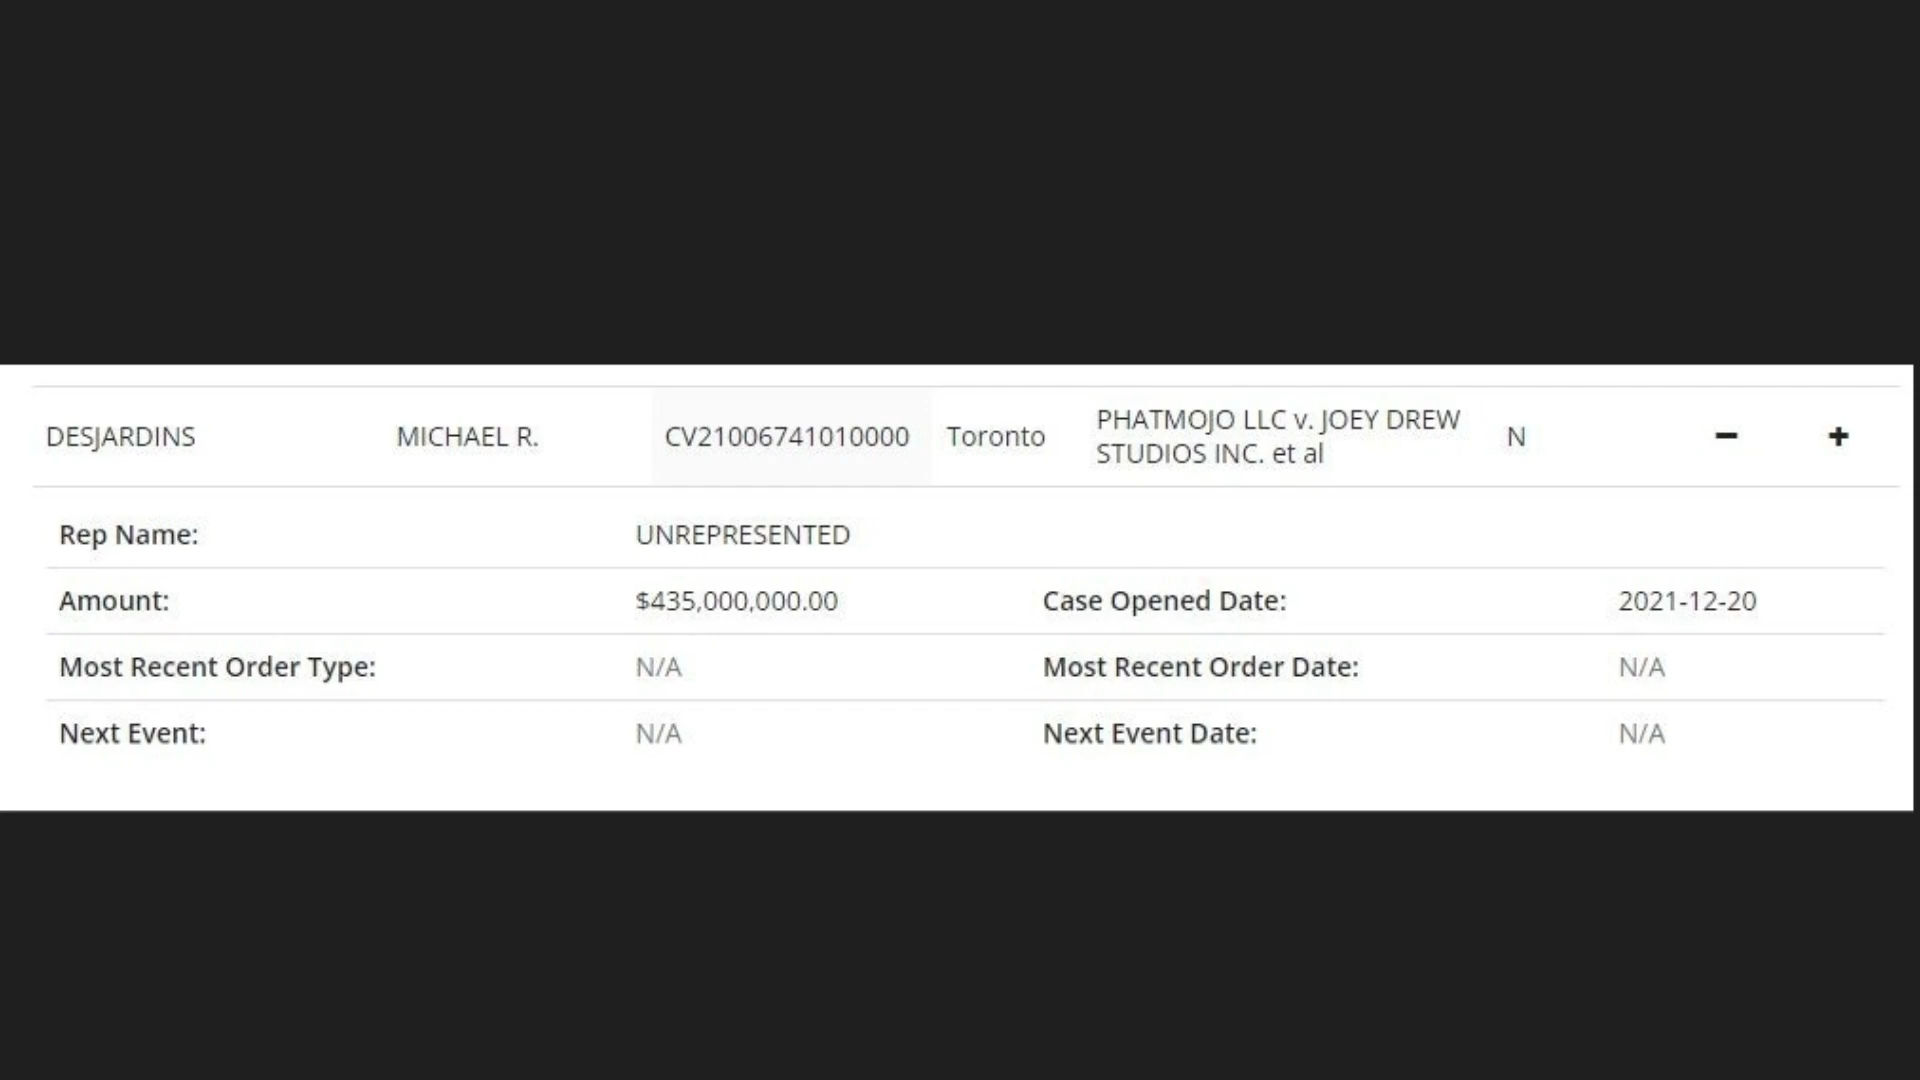 DESJARDINS MICHAEL R. CV21006741010000 Toronto PHATMOJO LLC v. JOEY DREW N − +
STUDIOS INC. et al
Rep Name: UNREPRESENTED
Amount: $435,000,000.00 Case Opened Date: 2021-12-20
Most Recent Order Type: N/A Most Recent Order Date: N/A
Next Event: N/A Next Event Date: N/A